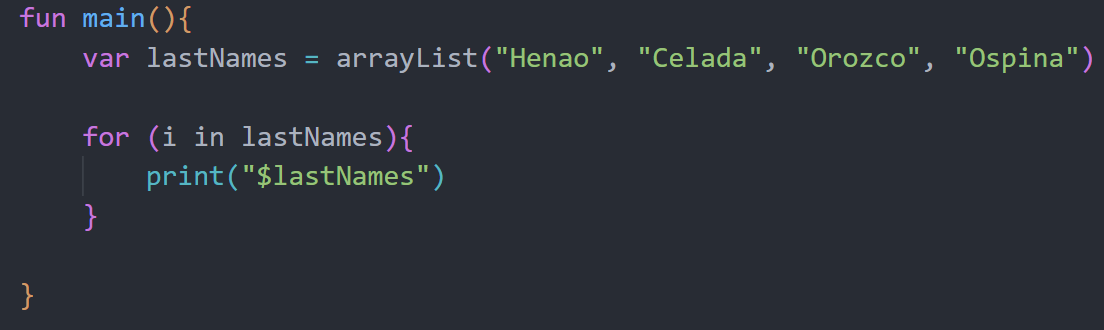 fun main(){
    var lastNames = arrayList("Henao", "Celada", "Orozco", "Ospina")
    for (i in lastNames){
        print("$lastNames")
    }
}